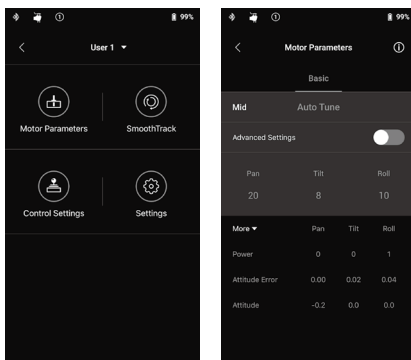 ① 99%
User 1 ▼
Motor Parameters SmoothTrack
Control Settings Settings
① 99%
Motor Parameters
Basic
Mid Auto Tune
Advanced Settings
Pan Tilt Roll
20 8 10
More ▼ Pan Tilt Roll
Power 0 0 1
Attitude Error 0.00 0.02 0.04
Attitude -0.2 0.0 0.0